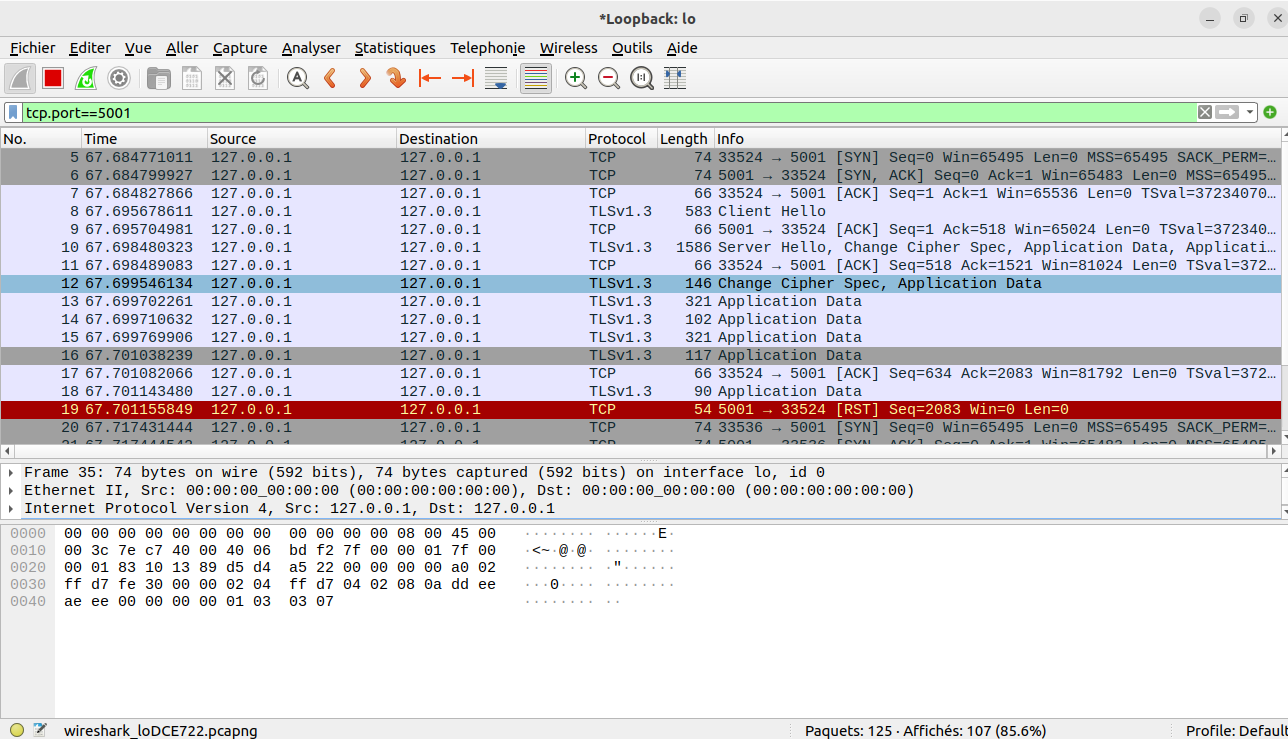 *Loopback: lo
Fichier Editer Vue Aller Capture Analyser Statistiques Telephonie Wireless Outils Aide
tcp.port==5001
No. Time Source Destination Protocol Length Info
5 67.684771011 127.0.0.1 127.0.0.1 TCP 74 33524 → 5001 [SYN] Seq=0 Win=65495 Len=0 MSS=65495 SACK_PERM=…
6 67.684799927 127.0.0.1 127.0.0.1 TCP 74 5001 → 33524 [SYN, ACK] Seq=0 Ack=1 Win=65483 Len=0 MSS=65495…
7 67.684827866 127.0.0.1 127.0.0.1 TCP 66 33524 → 5001 [ACK] Seq=1 Ack=1 Win=65536 Len=0 TSval=37234070…
8 67.695678611 127.0.0.1 127.0.0.1 TLSv1.3 583 Client Hello
9 67.695704981 127.0.0.1 127.0.0.1 TCP 66 5001 → 33524 [ACK] Seq=1 Ack=518 Win=65024 Len=0 TSval=372340…
10 67.698480323 127.0.0.1 127.0.0.1 TLSv1.3 1586 Server Hello, Change Cipher Spec, Application Data, Applicati…
11 67.698489083 127.0.0.1 127.0.0.1 TCP 66 33524 → 5001 [ACK] Seq=518 Ack=1521 Win=81024 Len=0 TSval=372…
12 67.699546134 127.0.0.1 127.0.0.1 TLSv1.3 146 Change Cipher Spec, Application Data
13 67.699702261 127.0.0.1 127.0.0.1 TLSv1.3 321 Application Data
14 67.699710632 127.0.0.1 127.0.0.1 TLSv1.3 102 Application Data
15 67.699769906 127.0.0.1 127.0.0.1 TLSv1.3 321 Application Data
16 67.701038239 127.0.0.1 127.0.0.1 TLSv1.3 117 Application Data
17 67.701082066 127.0.0.1 127.0.0.1 TCP 66 33524 → 5001 [ACK] Seq=634 Ack=2083 Win=81792 Len=0 TSval=372…
18 67.701143480 127.0.0.1 127.0.0.1 TLSv1.3 90 Application Data
19 67.701155849 127.0.0.1 127.0.0.1 TCP 54 5001 → 33524 [RST] Seq=2083 Win=0 Len=0
20 67.717431444 127.0.0.1 127.0.0.1 TCP 74 33536 → 5001 [SYN] Seq=0 Win=65495 Len=0 MSS=65495 SACK_PERM=…
Frame 35: 74 bytes on wire (592 bits), 74 bytes captured (592 bits) on interface lo, id 0
Ethernet II, Src: 00:00:00_00:00:00 (00:00:00:00:00:00), Dst: 00:00:00_00:00:00 (00:00:00:00:00:00)
Internet Protocol Version 4, Src: 127.0.0.1, Dst: 127.0.0.1
0000 00 00 00 00 00 00 00 00 00 00 00 00 08 00 45 00 ········ ······E·
0010 00 3c 7e c7 40 00 40 06 bd f2 7f 00 00 01 7f 00 ·<~·@·@· ········
0020 00 01 83 10 13 89 d5 d4 a5 22 00 00 00 00 a0 02 ········ ·"······
0030 ff d7 fe 30 00 00 02 04 ff d7 04 02 08 0a dd ee ···0···· ········
0040 ae ee 00 00 00 00 01 03 03 07 ········ ··
wireshark_loDCE722.pcapng Paquets: 125 · Affichés: 107 (85.6%) Profile: Default